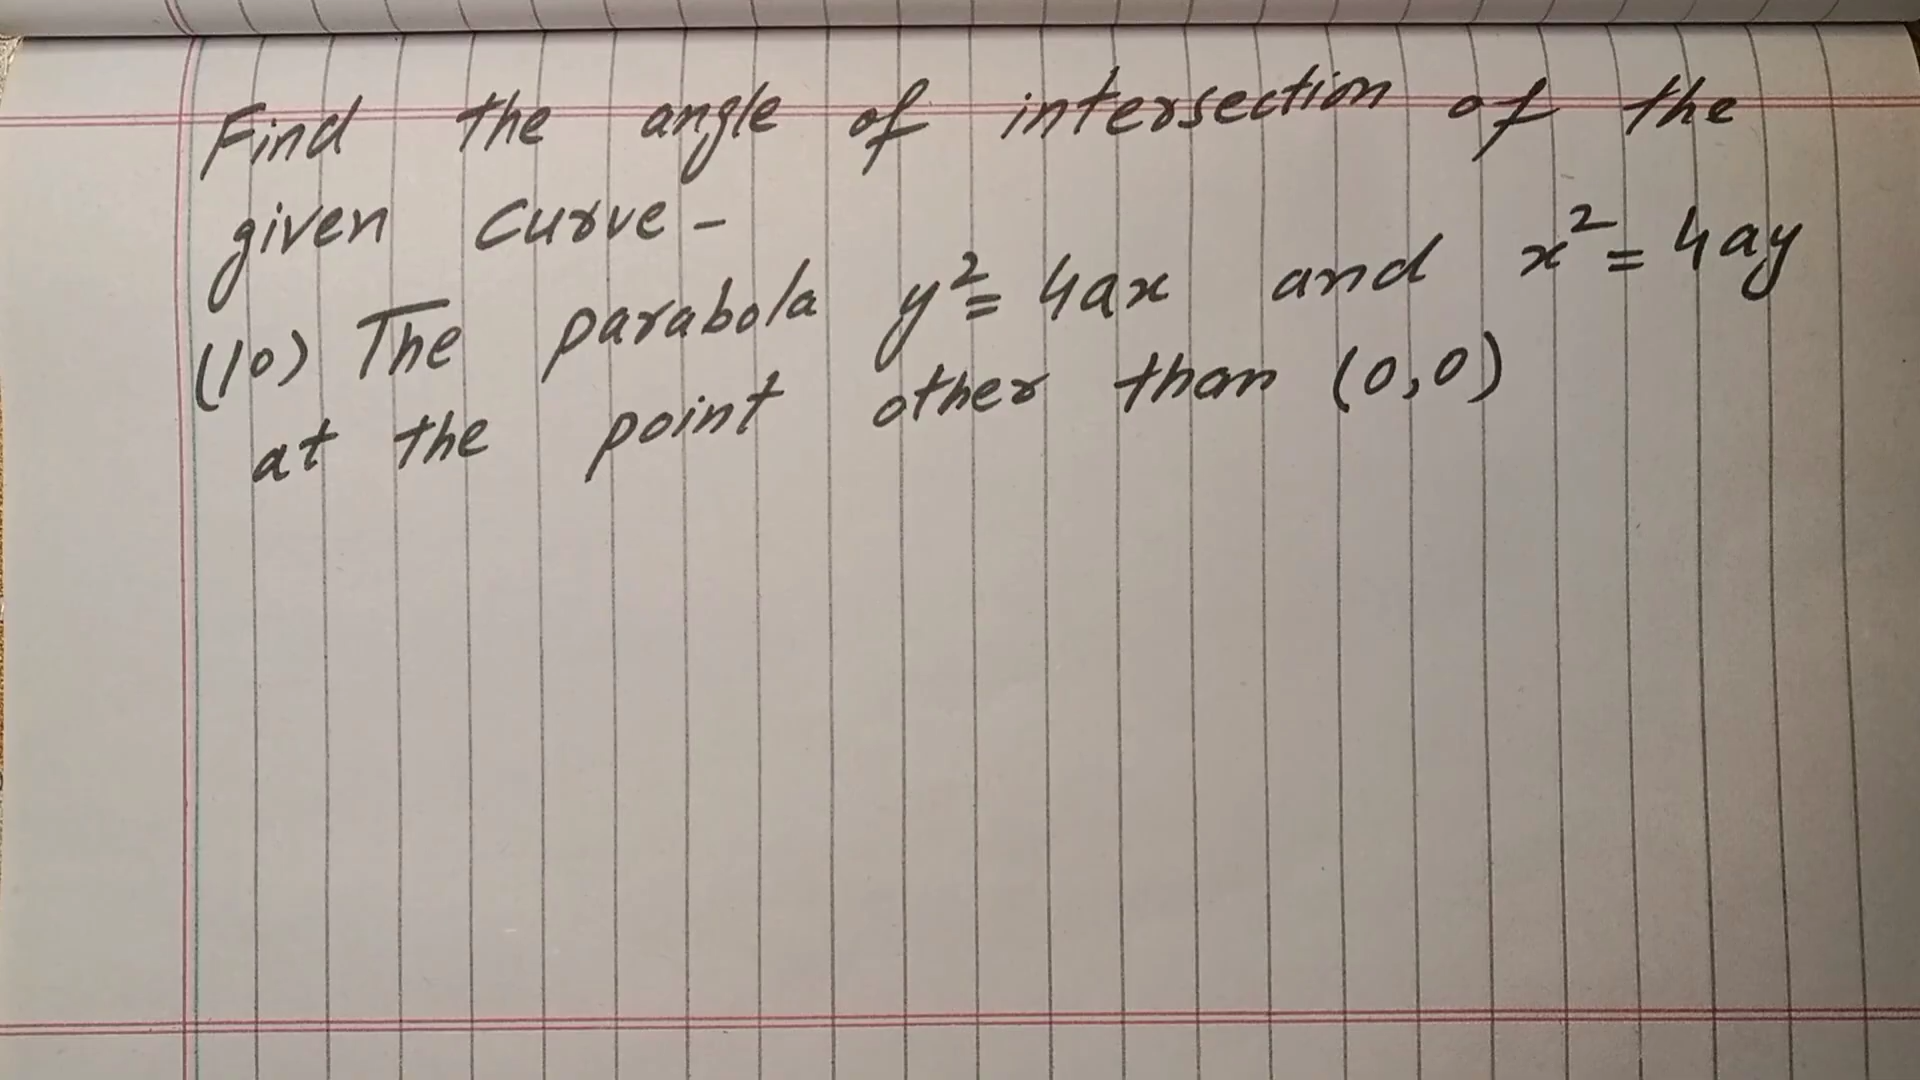 Find the angle of intersection of the
given curve -
(10) The parabola y² = 4ax and x² = 4ay
at the point other than (0,0)